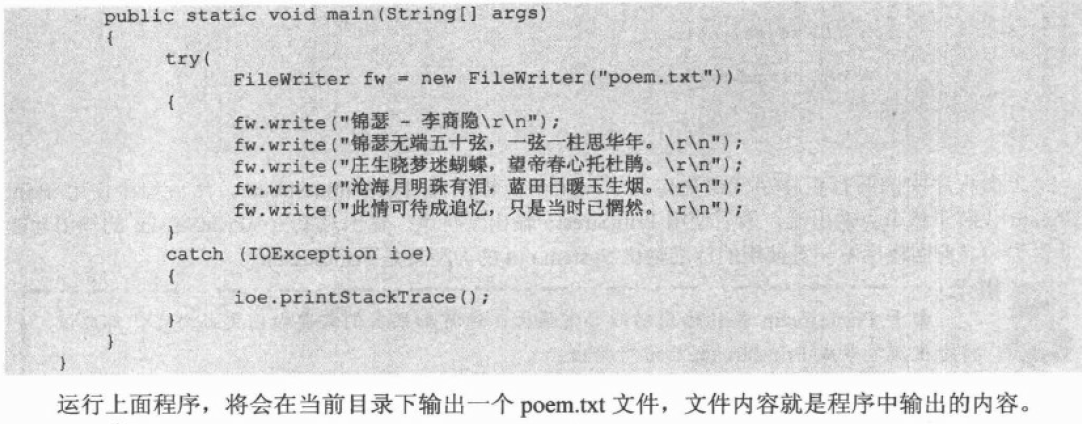 public static void main(String[] args)
{
try(
FileWriter fw = new FileWriter("poem.txt"))
{
fw.write("锦瑟 - 李商隐\r\n");
fw.write("锦瑟无端五十弦，一弦一柱思华年。\r\n");
fw.write("庄生晓梦迷蝴蝶，望帝春心托杜鹃。\r\n");
fw.write("沧海月明珠有泪，蓝田日暖玉生烟。\r\n");
fw.write("此情可待成追忆，只是当时已惘然。\r\n");
}
catch (IOException ioe)
{
ioe.printStackTrace();
}
}
}
运行上面程序，将会在当前目录下输出一个 poem.txt 文件，文件内容就是程序中输出的内容。